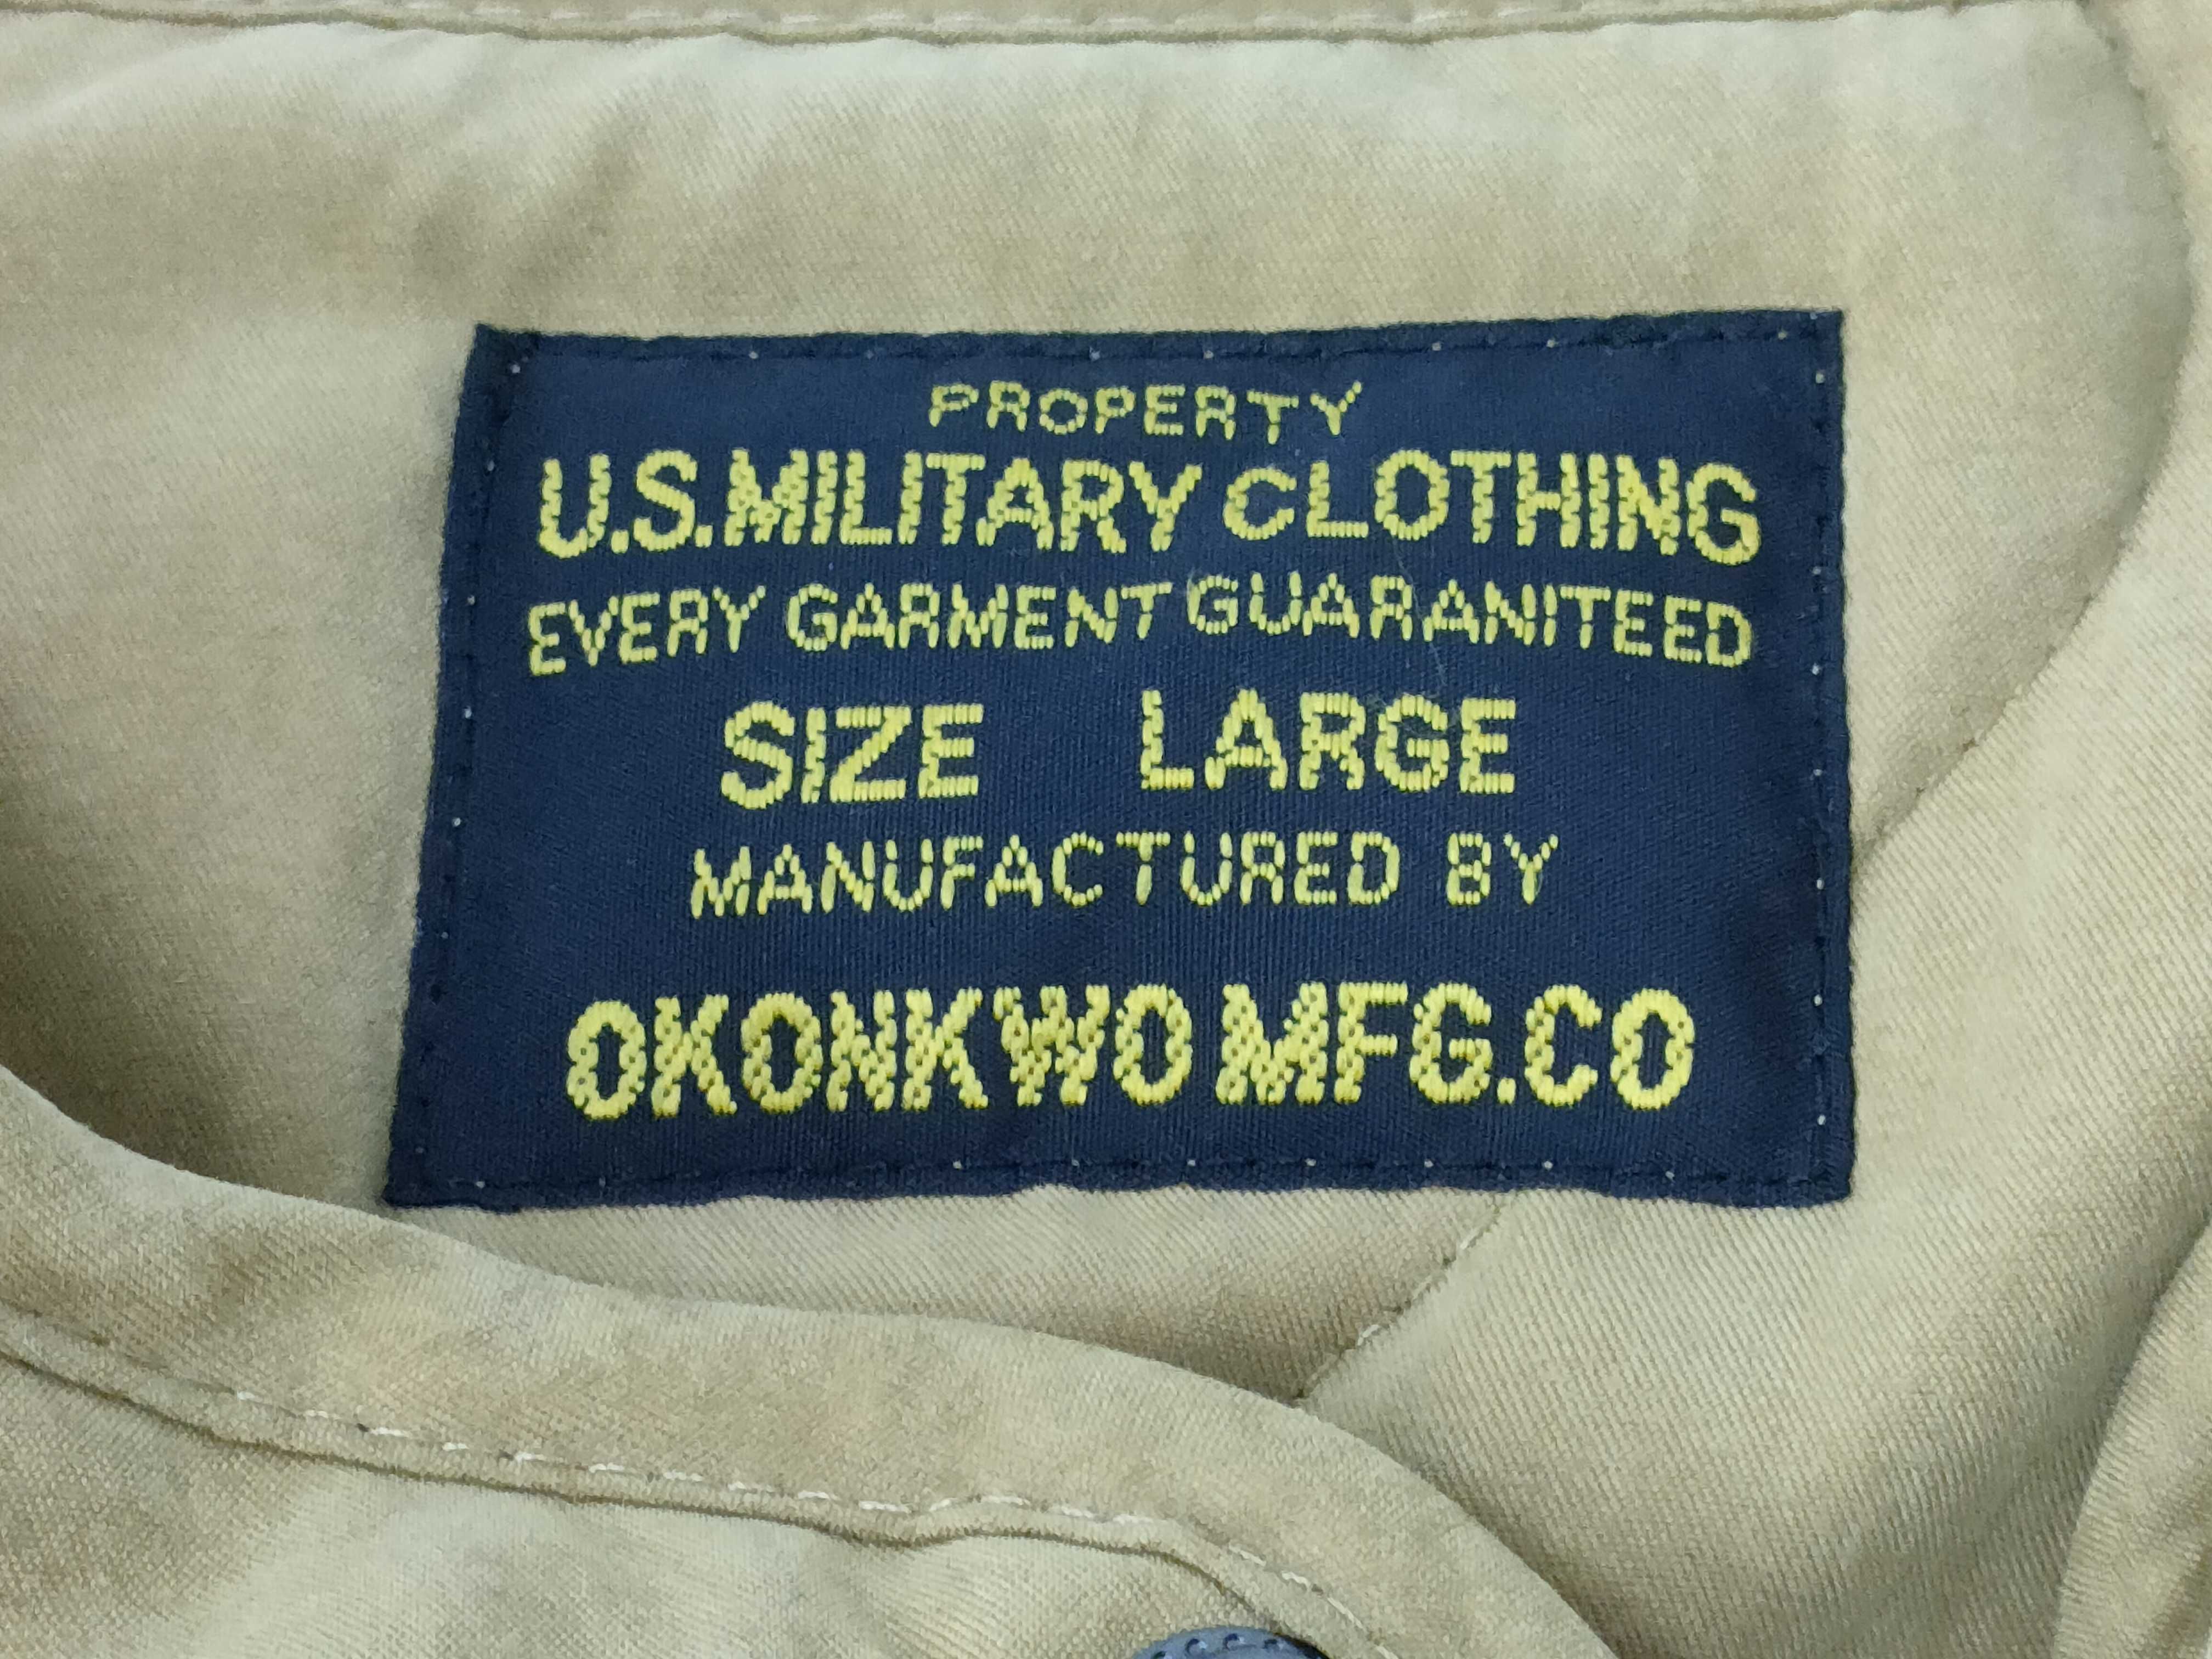 PROPERTY
U.S.MILITARY CLOTHING
EVERY GARMENT GUARANITEED
SIZE LARGE
MANUFACTURED BY
OKONKWO MFG.CO